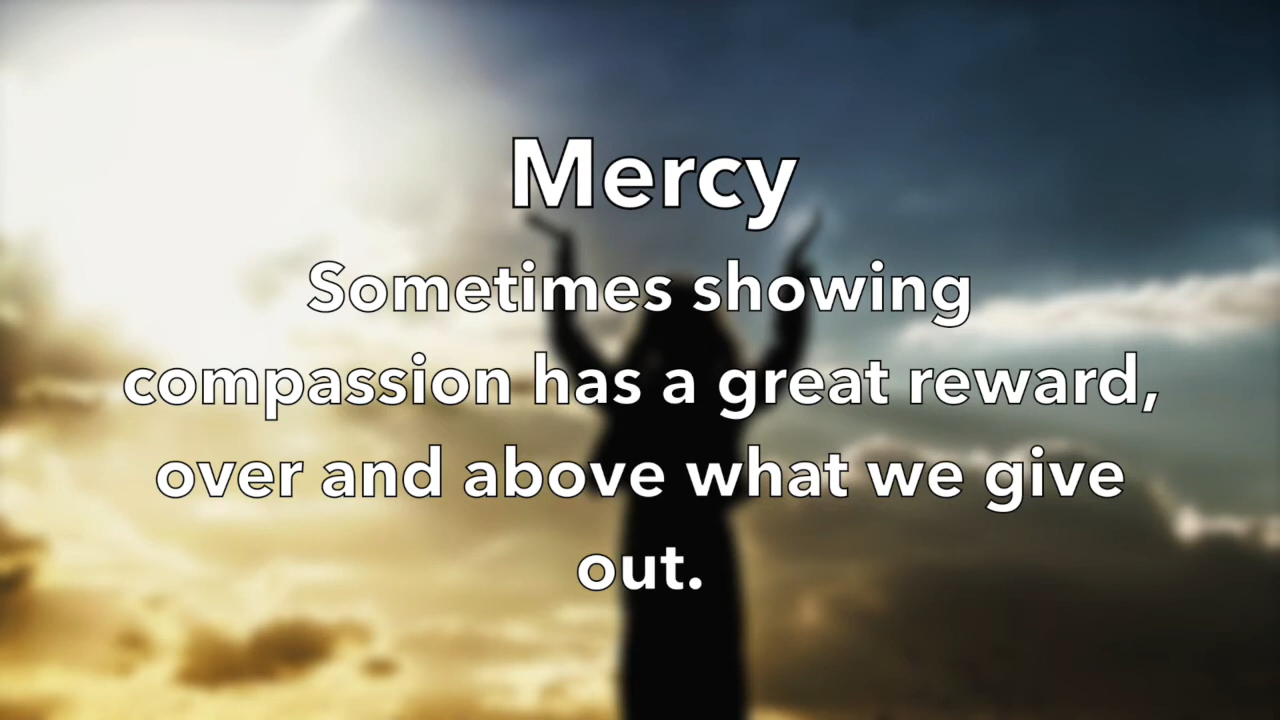 Mercy
Sometimes showing
compassion has a great reward,
over and above what we give
out.